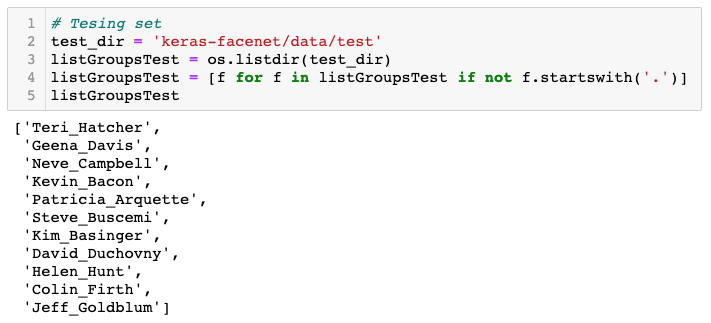 1 # Tesing set
2 test_dir = 'keras-facenet/data/test'
3 listGroupsTest = os.listdir(test_dir)
4 listGroupsTest = [f for f in listGroupsTest if not f.startswith('.')]
5 listGroupsTest
['Teri_Hatcher',
'Geena_Davis',
'Neve_Campbell',
'Kevin_Bacon',
'Patricia_Arquette',
'Steve_Buscemi',
'Kim_Basinger',
'David_Duchovny',
'Helen_Hunt',
'Colin_Firth',
'Jeff_Goldblum']